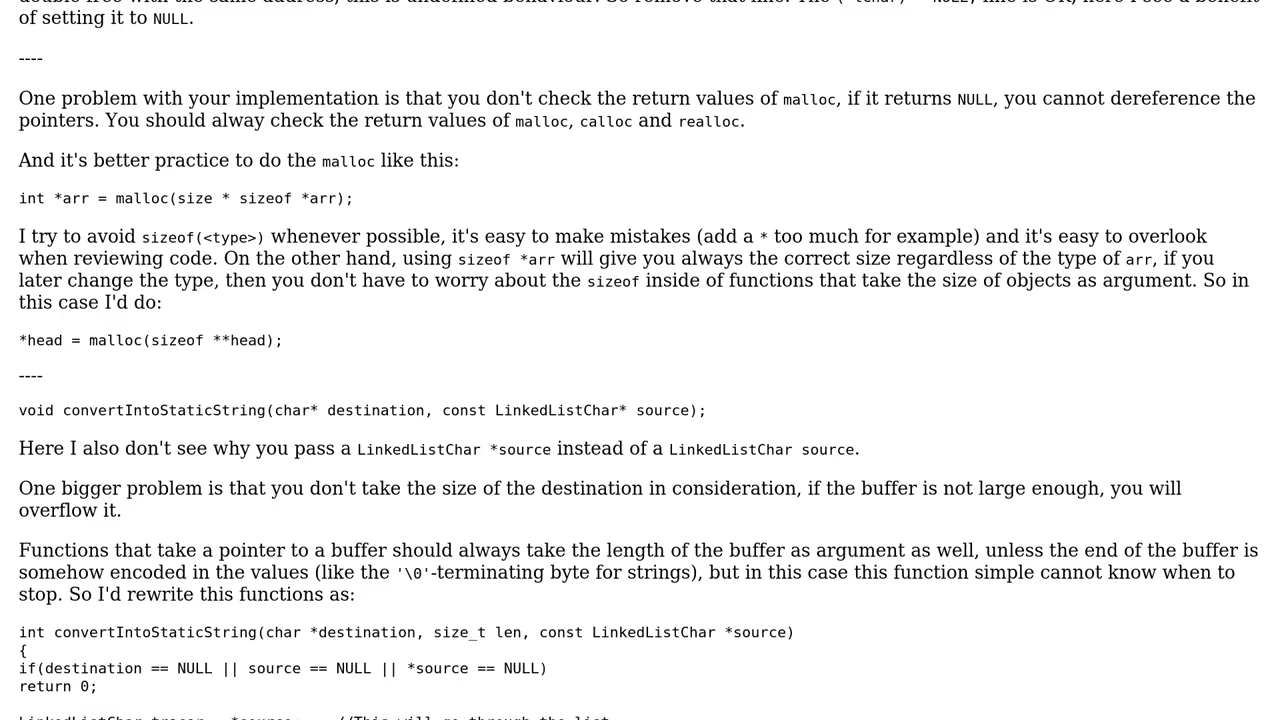 of setting it to NULL.
----
One problem with your implementation is that you don't check the return values of malloc, if it returns NULL, you cannot dereference the
pointers. You should alway check the return values of malloc, calloc and realloc.
And it's better practice to do the malloc like this:
int *arr = malloc(size * sizeof *arr);
I try to avoid sizeof(<type>) whenever possible, it's easy to make mistakes (add a * too much for example) and it's easy to overlook
when reviewing code. On the other hand, using sizeof *arr will give you always the correct size regardless of the type of arr, if you
later change the type, then you don't have to worry about the sizeof inside of functions that take the size of objects as argument. So in
this case I'd do:
*head = malloc(sizeof **head);
----
void convertIntoStaticString(char* destination, const LinkedListChar* source);
Here I also don't see why you pass a LinkedListChar *source instead of a LinkedListChar source.
One bigger problem is that you don't take the size of the destination in consideration, if the buffer is not large enough, you will
overflow it.
Functions that take a pointer to a buffer should always take the length of the buffer as argument as well, unless the end of the buffer is
somehow encoded in the values (like the '\0'-terminating byte for strings), but in this case this function simple cannot know when to
stop. So I'd rewrite this functions as:
int convertIntoStaticString(char *destination, size_t len, const LinkedListChar *source)
{
if(destination == NULL || source == NULL || *source == NULL)
return 0;